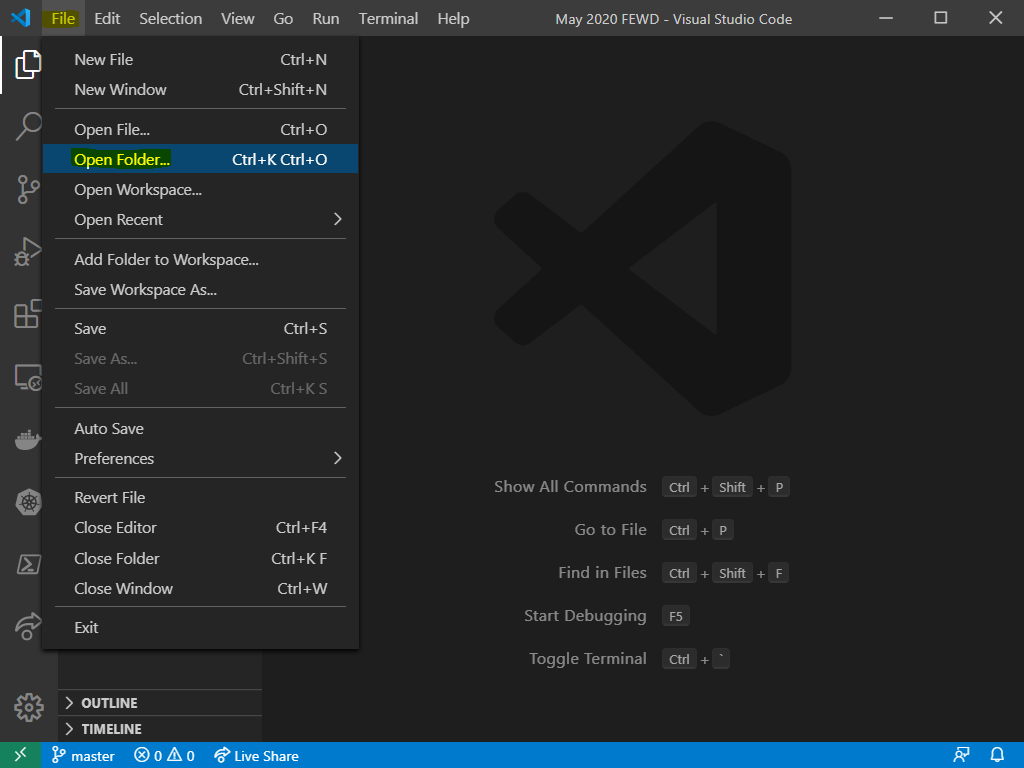 File Edit Selection View Go Run Terminal Help May 2020 FEWD - Visual Studio Code
New File Ctrl+N
New Window Ctrl+Shift+N
Open File... Ctrl+O
Open Folder... Ctrl+K Ctrl+O
Open Workspace...
Open Recent
Add Folder to Workspace...
Save Workspace As...
Save Ctrl+S
Save As... Ctrl+Shift+S
Save All Ctrl+K S
Auto Save
Preferences
Revert File
Close Editor Ctrl+F4
Close Folder Ctrl+K F
Close Window Ctrl+W
Exit
Show All Commands Ctrl + Shift + P
Go to File Ctrl + P
Find in Files Ctrl + Shift + F
Start Debugging F5
Toggle Terminal Ctrl + `
OUTLINE
TIMELINE
master 0 0 Live Share